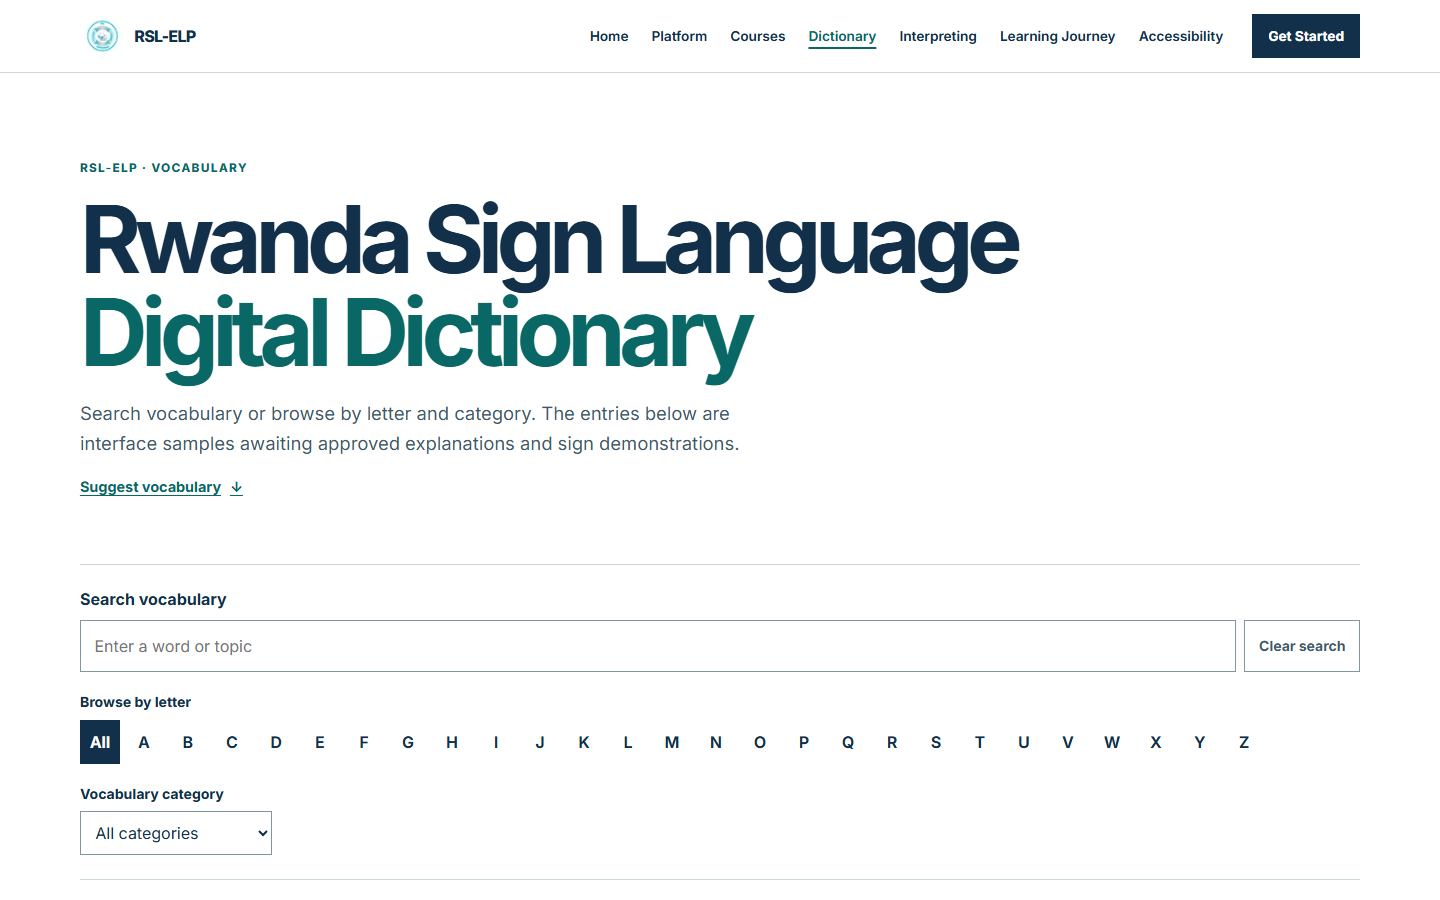 RSL-ELP
Home Platform Courses Dictionary Interpreting Learning Journey Accessibility Get Started
RSL-ELP · VOCABULARY
Rwanda Sign Language
Digital Dictionary
Search vocabulary or browse by letter and category. The entries below are
interface samples awaiting approved explanations and sign demonstrations.
Suggest vocabulary ↓
Search vocabulary
Enter a word or topic Clear search
Browse by letter
All A B C D E F G H I J K L M N O P Q R S T U V W X Y Z
Vocabulary category
All categories